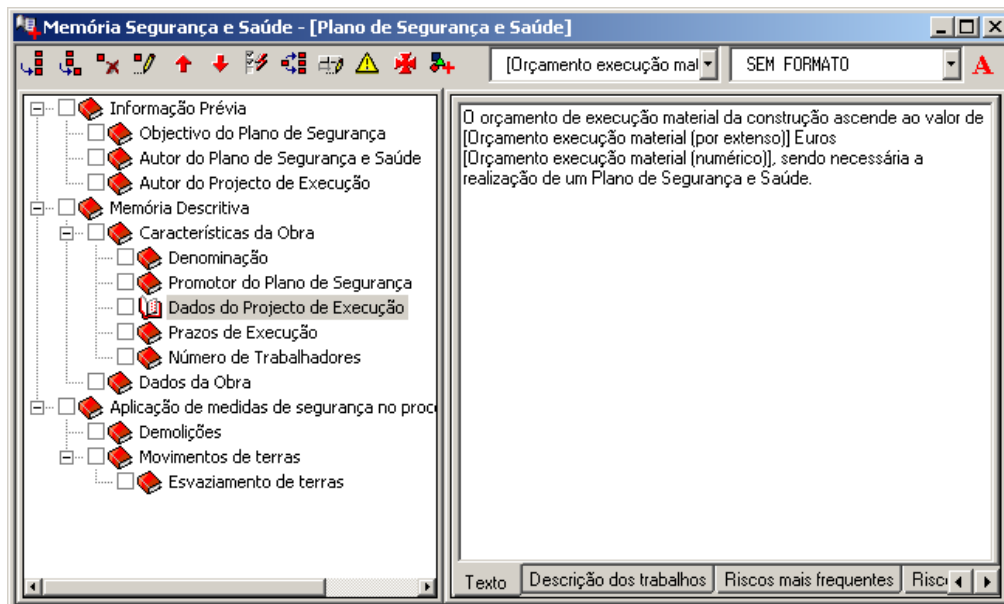 Memória Segurança e Saúde - [Plano de Segurança e Saúde]
[Orçamento execução mal
SEM FORMATO
A
Informação Prévia
Objectivo do Plano de Segurança
Autor do Plano de Segurança e Saúde
Autor do Projecto de Execução
Memória Descritiva
Características da Obra
Denominação
Promotor do Plano de Segurança
Dados do Projecto de Execução
Prazos de Execução
Número de Trabalhadores
Dados da Obra
Aplicação de medidas de segurança no proc
Demolições
Movimentos de terras
Esvaziamento de terras
O orçamento de execução material da construção ascende ao valor de
[Orçamento execução material (por extenso)] Euros
[Orçamento execução material (numérico)], sendo necessária a
realização de um Plano de Segurança e Saúde.
Texto
Descrição dos trabalhos
Riscos mais frequentes
Risc